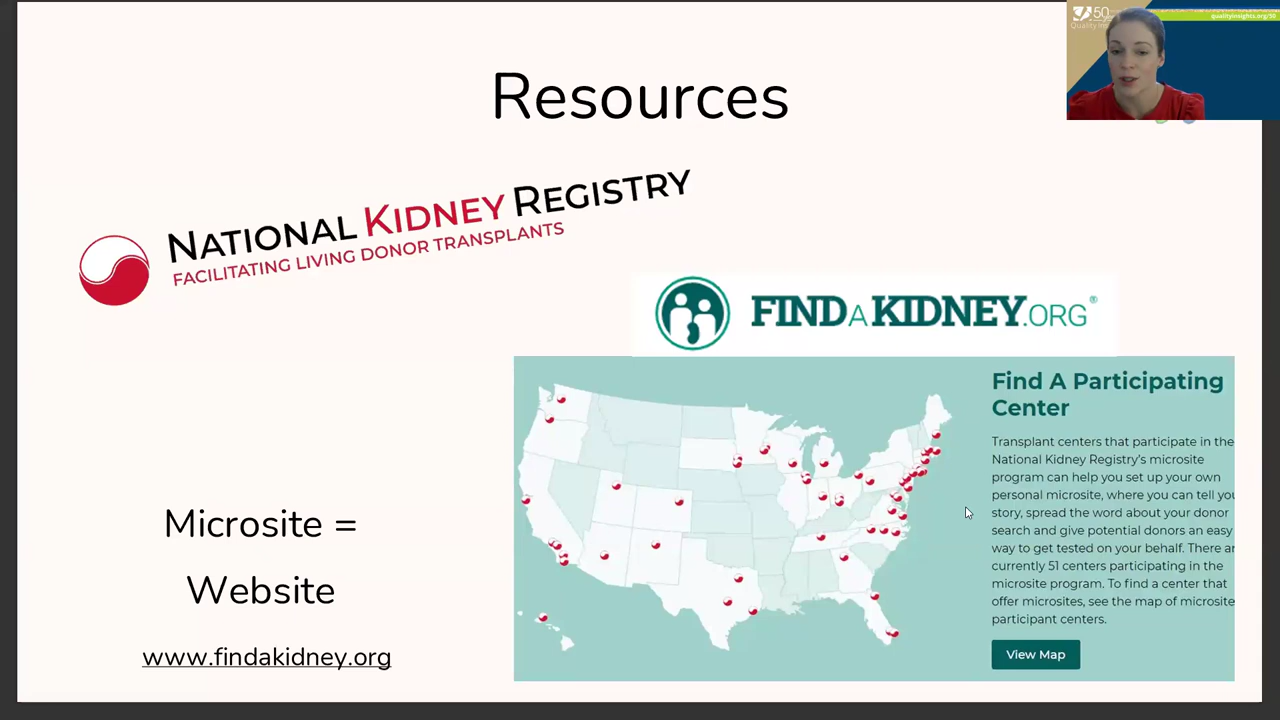 Resources
50
qualityinsights.org/50
NATIONAL KIDNEY REGISTRY
FACILITATING LIVING DONOR TRANSPLANTS
FINDAKIDNEY.ORG®
Find A Participating
Center
Transplant centers that participate in the
National Kidney Registry's microsite
program can help you set up your own
personal microsite, where you can tell you
story, spread the word about your donor
search and give potential donors an easy
way to get tested on your behalf. There ar
currently 51 centers participating in the
microsite program. To find a center that
offer microsites, see the map of microsite
participant centers.
View Map
Microsite =
Website
www.findakidney.org